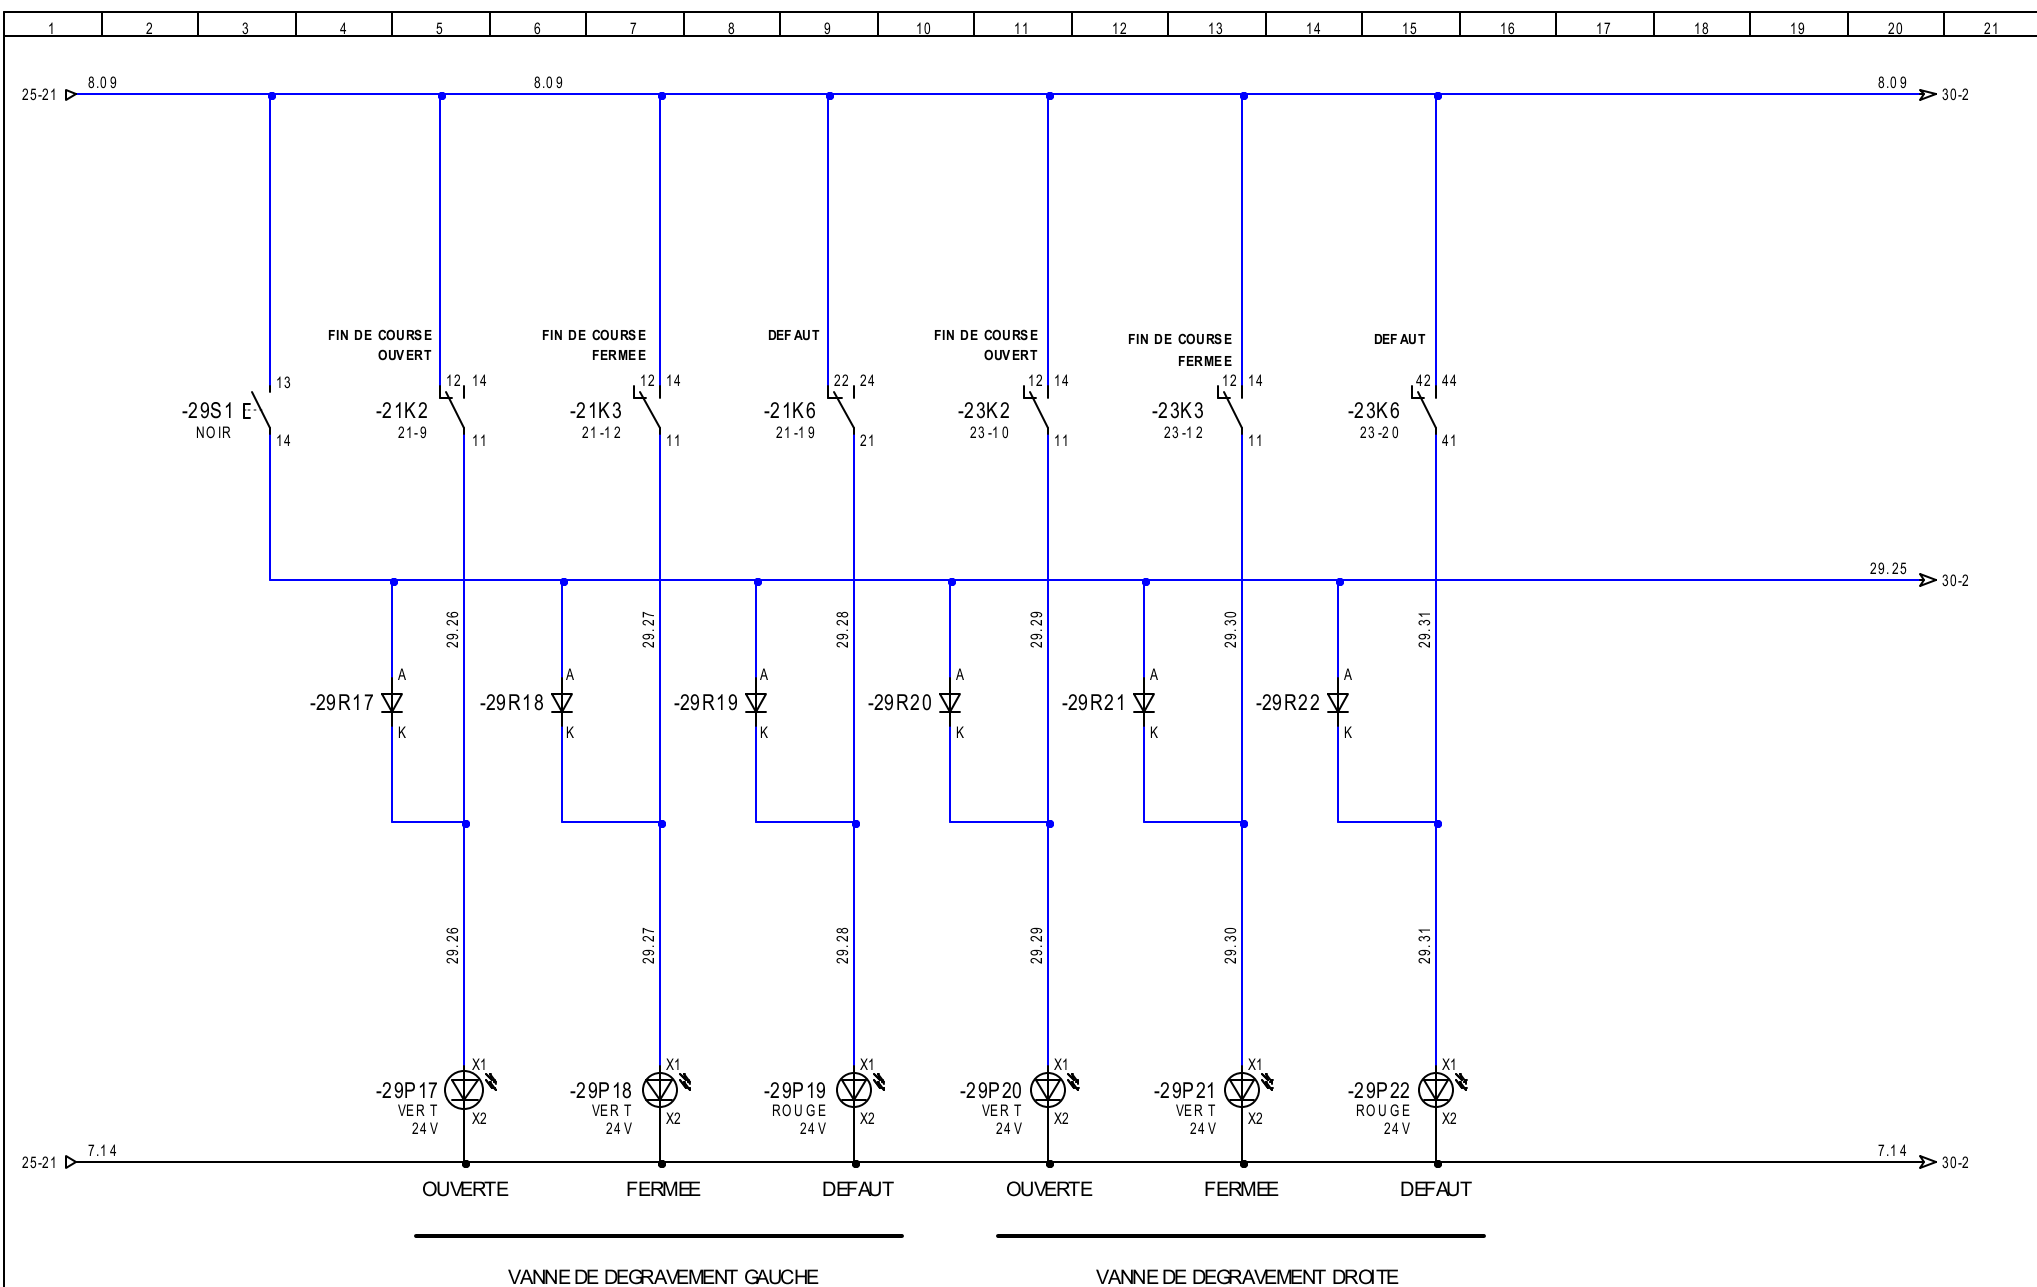 1 2 3 4 5 6 7 8 9 10 11 12 13 14 15 16 17 18 19 20 21
8.09 8.09 8.09
25-21 30-2
FIN DE COURSE FIN DE COURSE DEFAUT FIN DE COURSE FIN DE COURSE DEFAUT
OUVERT FERMEE OUVERT FERMEE
13 12 14 12 14 22 24 12 14 12 14 42 44
-29S1 -21K2 -21K3 -21K6 -23K2 -23K3 -23K6
NOIR 21-9 21-12 21-19 23-10 23-12 23-20
14 11 11 21 11 11 41
29.25
30-2
29.26 29.27 29.28 29.29 29.30 29.31
A A A A A A
-29R17 -29R18 -29R19 -29R20 -29R21 -29R22
K K K K K K
29.26 29.27 29.28 29.29 29.30 29.31
X1 X1 X1 X1 X1 X1
-29P17 -29P18 -29P19 -29P20 -29P21 -29P22
VERT VERT ROUGE VERT VERT ROUGE
X2 X2 X2 X2 X2 X2
24V 24V 24V 24V 24V 24V
7.14 7.14
25-21 30-2
OUVERTE FERMEE DEFAUT OUVERTE FERMEE DEFAUT
VANNE DE DEGRAVEMENT GAUCHE VANNE DE DEGRAVEMENT DROITE